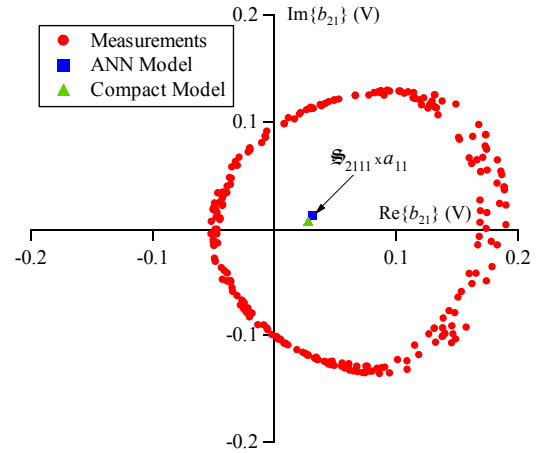 0.2
Im{b21} (V)
Measurements
ANN Model
Compact Model
0.1
𝕾2111 x a11
Re{b21} (V)
-0.2
-0.1
0.1
0.2
-0.1
-0.2